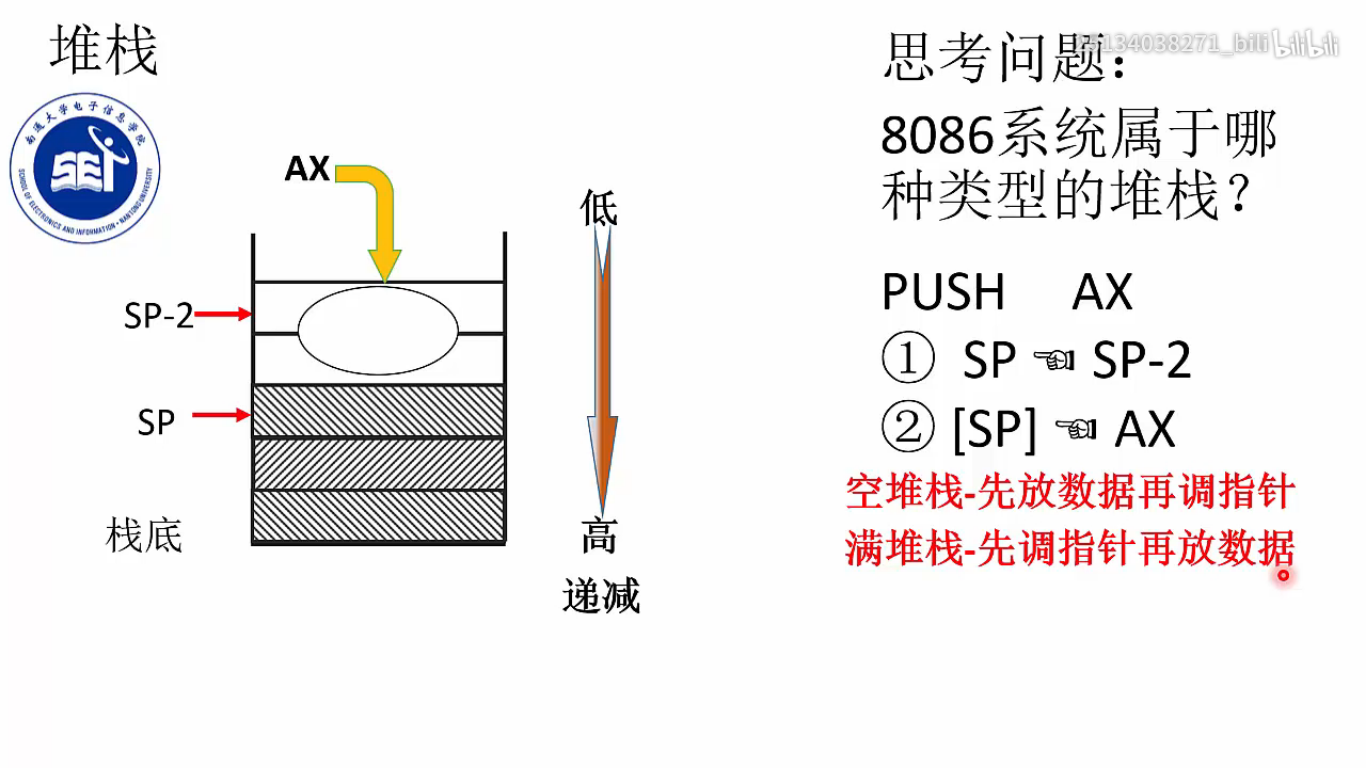 堆栈
南通大学电子信息学院
SCHOOL OF ELECTRONICS AND INFORMATION·NANTONG UNIVERSITY
AX
SP-2
SP
栈底
低
高
递减
思考问题：
8086系统属于哪
种类型的堆栈？
PUSH AX
① SP ☜ SP-2
② [SP] ☜ AX
空堆栈-先放数据再调指针
满堆栈-先调指针再放数据
bilibili